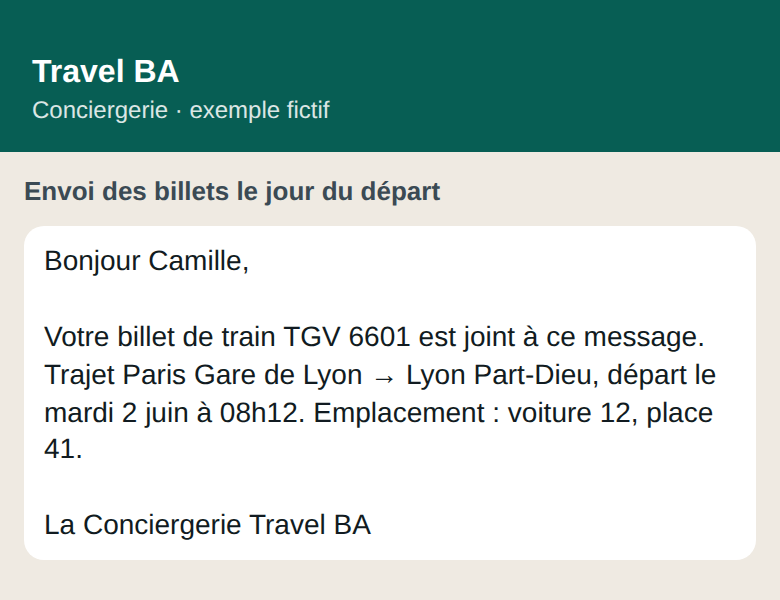 Travel BA
Conciergerie · exemple fictif
Envoi des billets le jour du départ
Bonjour Camille,
Votre billet de train TGV 6601 est joint à ce message.
Trajet Paris Gare de Lyon → Lyon Part-Dieu, départ le
mardi 2 juin à 08h12. Emplacement : voiture 12, place
41.
La Conciergerie Travel BA